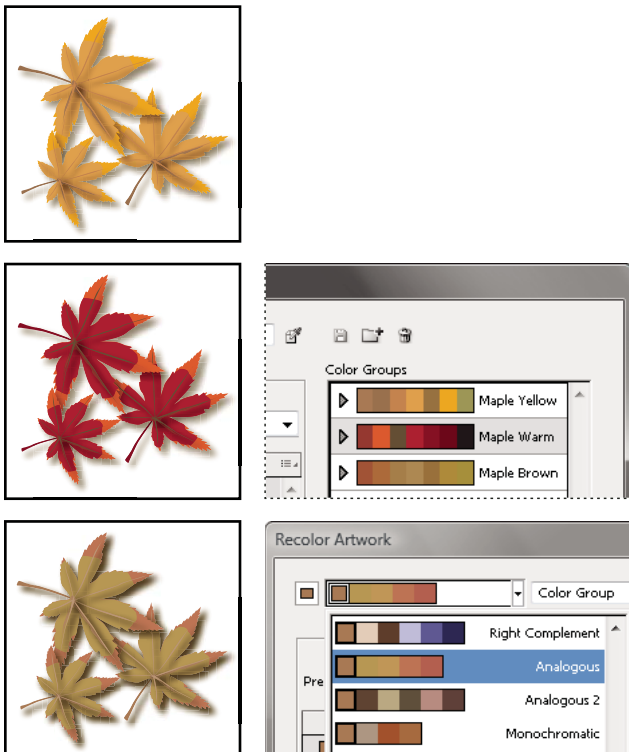 Color Groups
Maple Yellow
Maple Warm
Maple Brown
Recolor Artwork
Color Group
Right Complement
Pre
Analogous
Analogous 2
Monochromatic